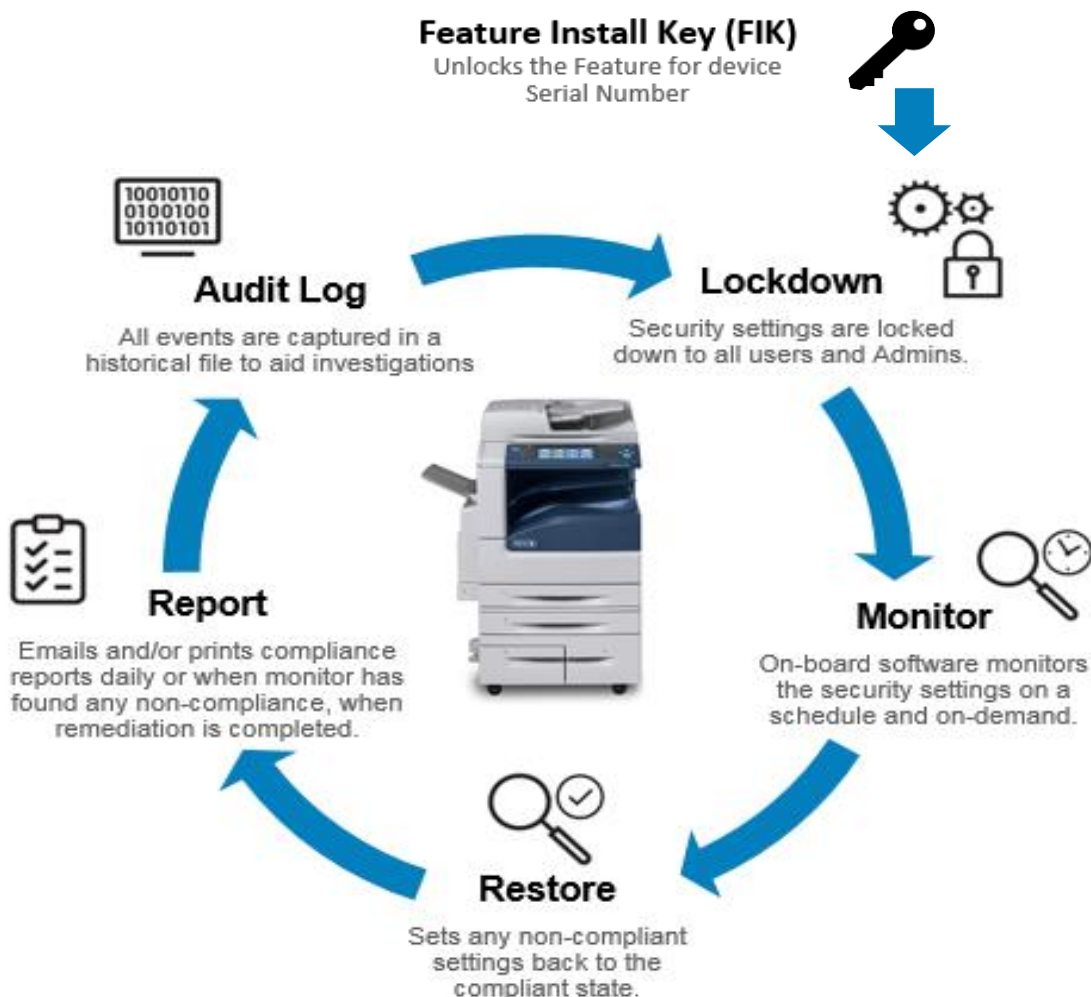 Feature Install Key (FIK)
Unlocks the Feature for device
Serial Number
10010110
0100100
10110101
Audit Log
All events are captured in a
historical file to aid investigations
Lockdown
Security settings are locked
down to all users and Admins.
Monitor
On-board software monitors
the security settings on a
schedule and on-demand.
Restore
Sets any non-compliant
settings back to the
compliant state.
Report
Emails and/or prints compliance
reports daily or when monitor has
found any non-compliance, when
remediation is completed.